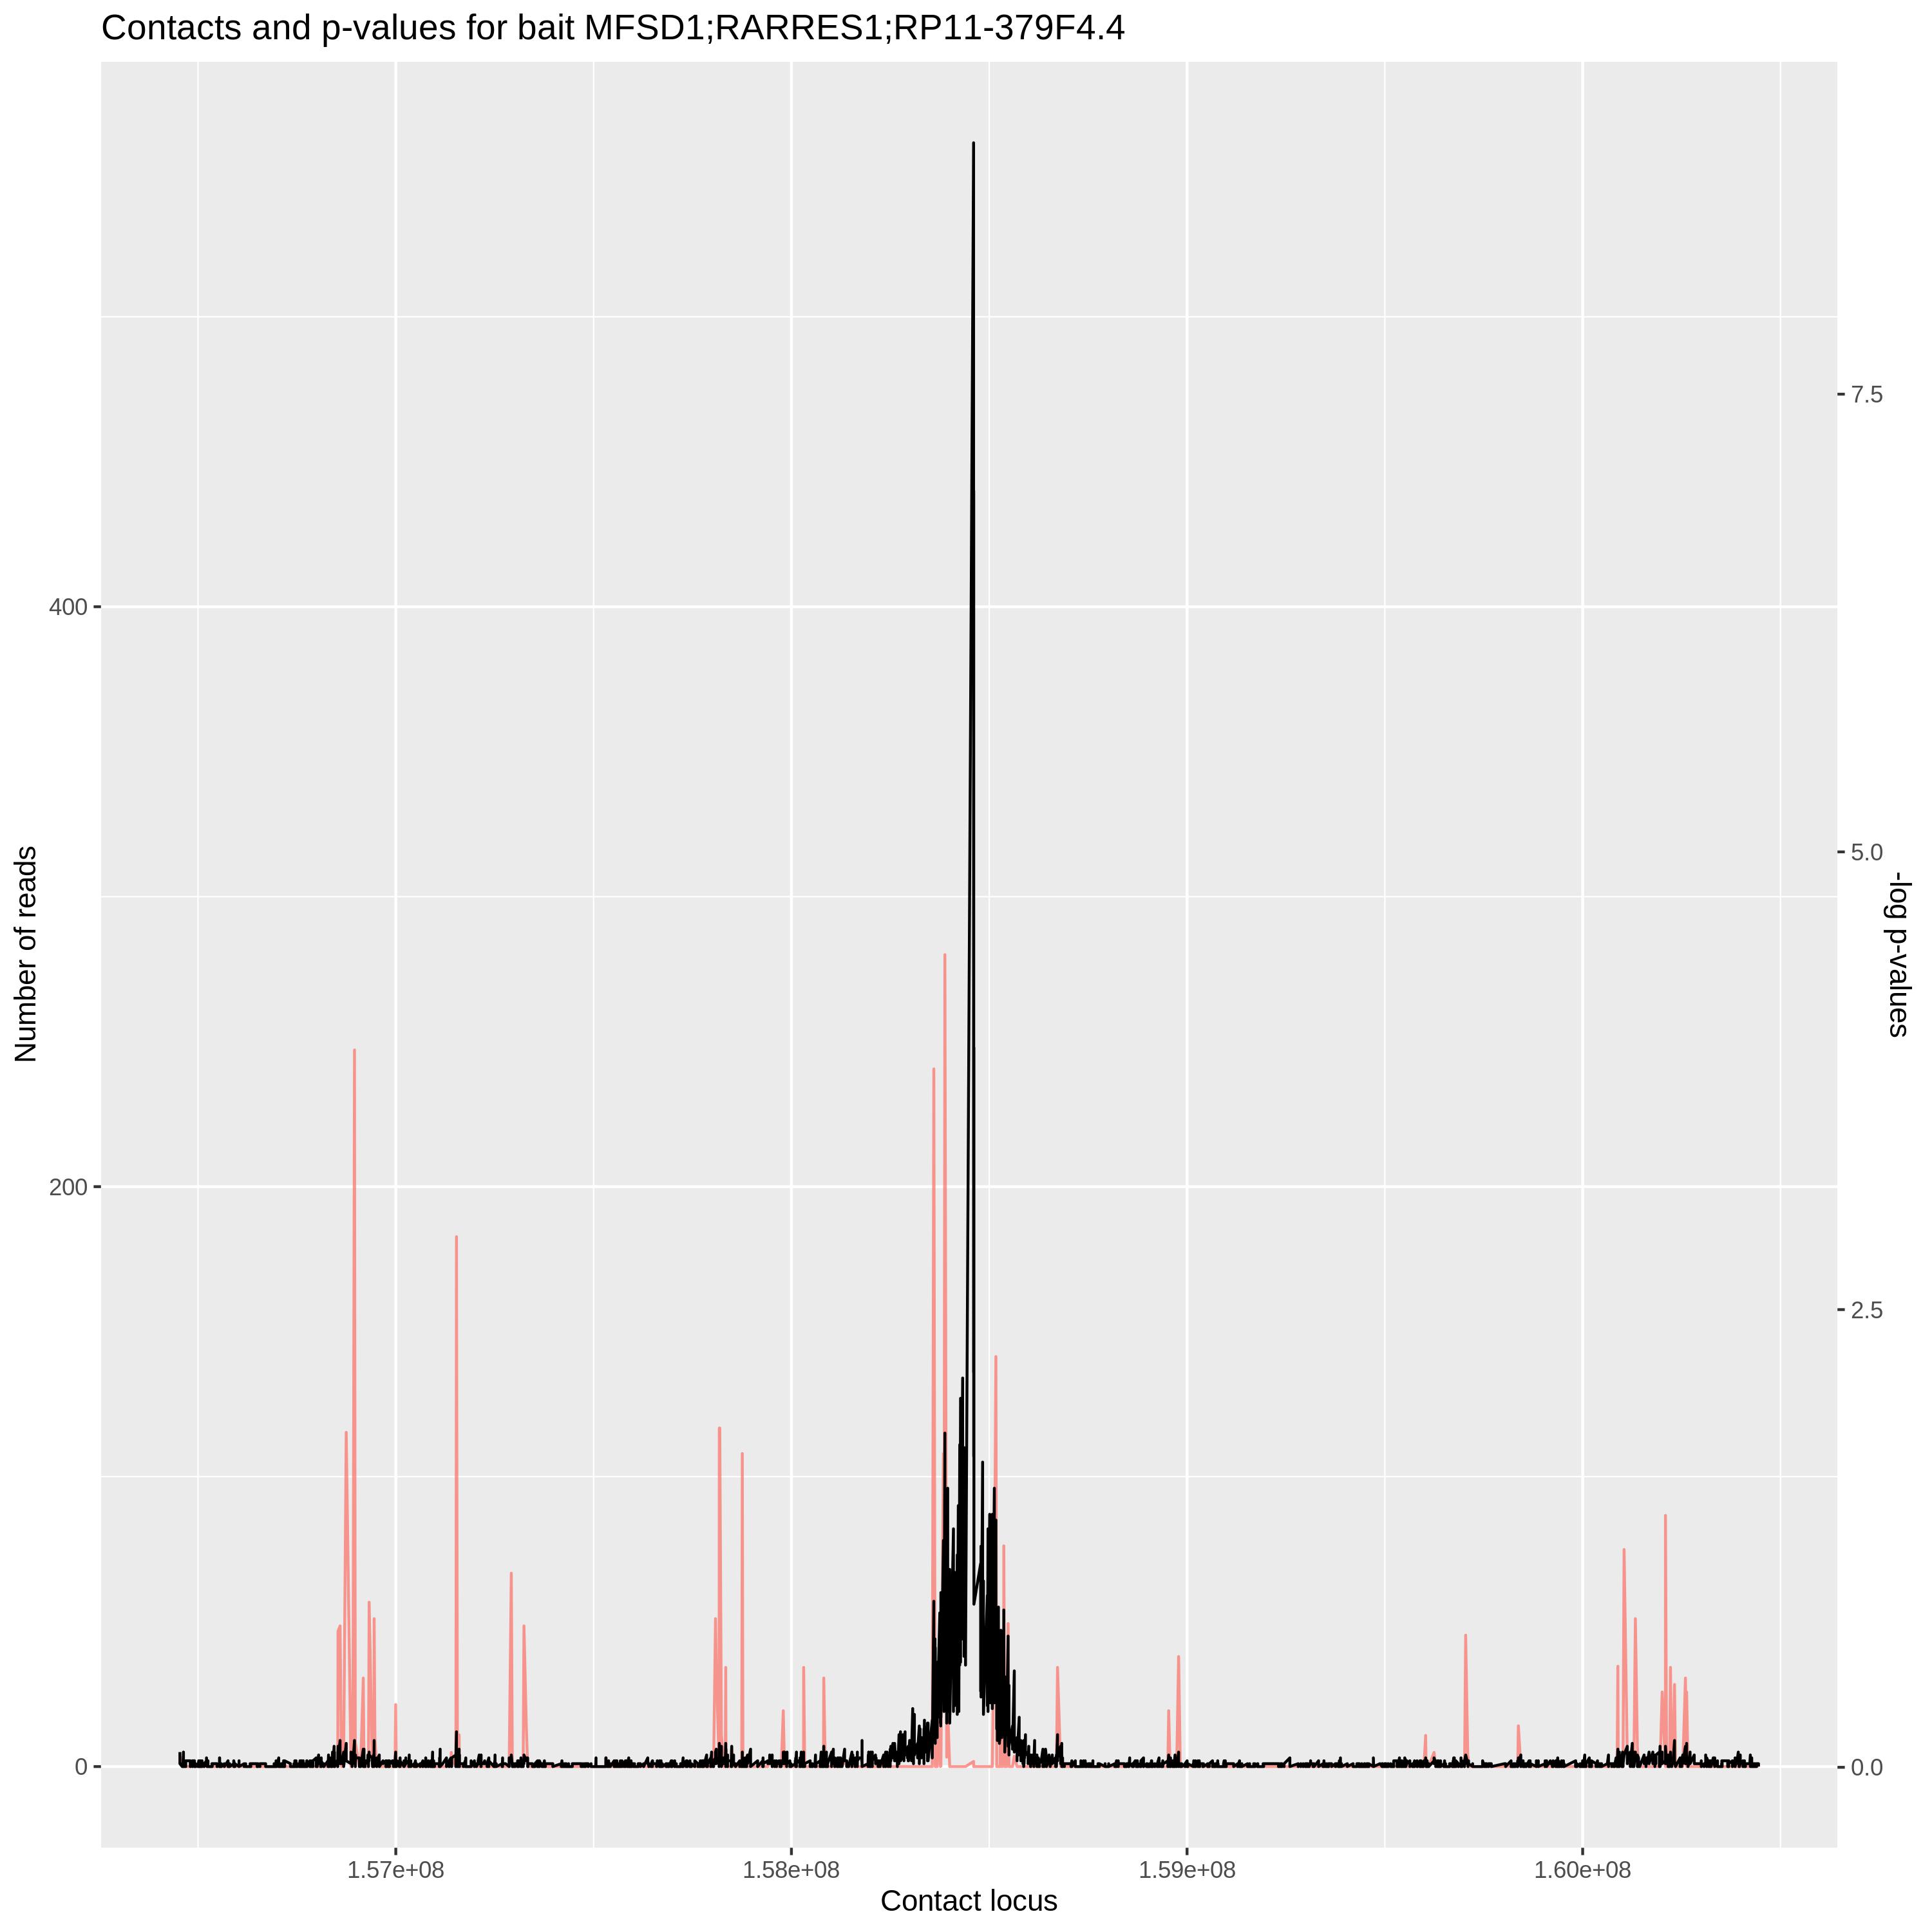 Contacts and p-values for bait MFSD1;RARRES1;RP11-379F4.4
Number of reads
400
200
0
7.5
5.0
2.5
0.0
-log p-values
1.57e+08
1.58e+08
1.59e+08
1.60e+08
Contact locus